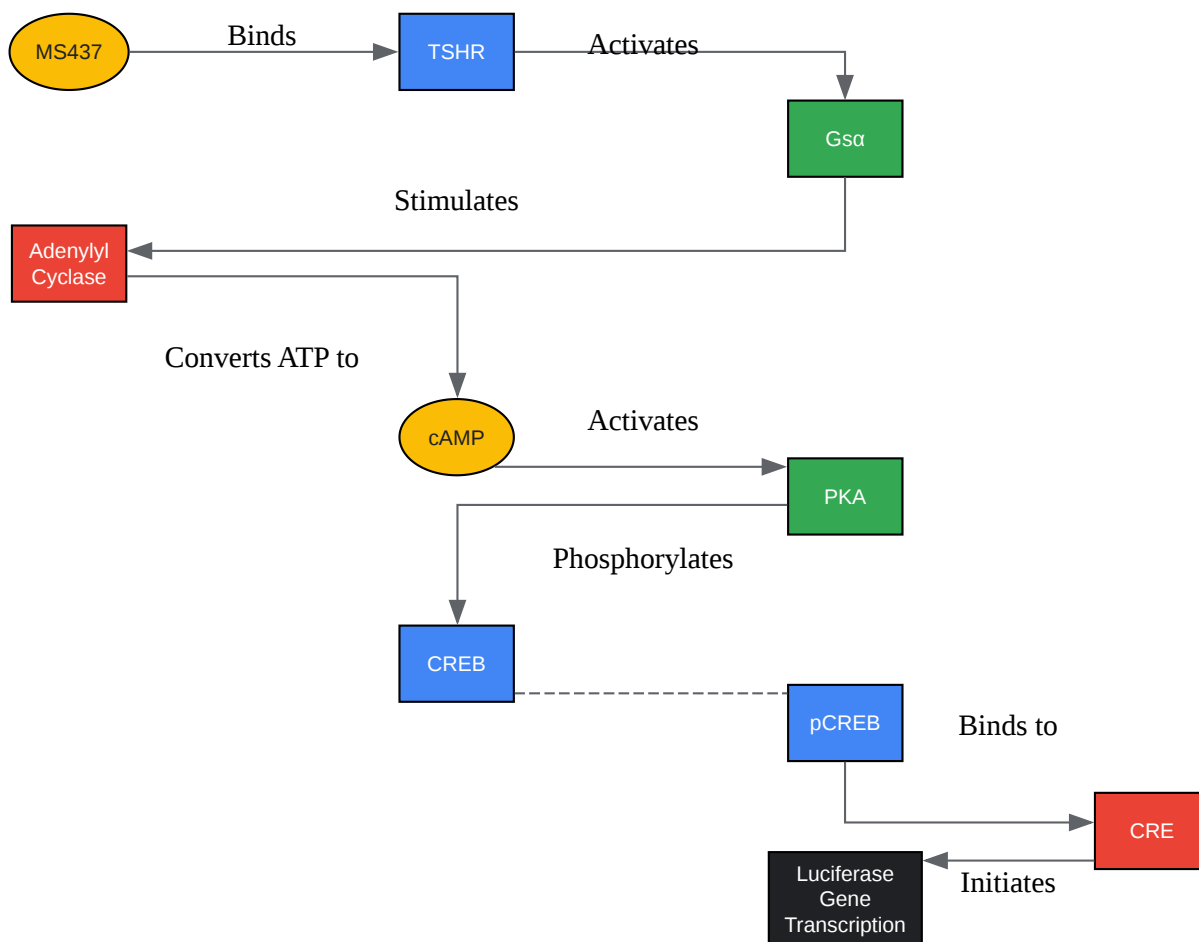 MS437
Binds
TSHR
Activates
Gsα
Stimulates
Adenylyl
Cyclase
Converts ATP to
cAMP
Activates
PKA
Phosphorylates
CREB
pCREB
Binds to
CRE
Initiates
Luciferase
Gene
Transcription